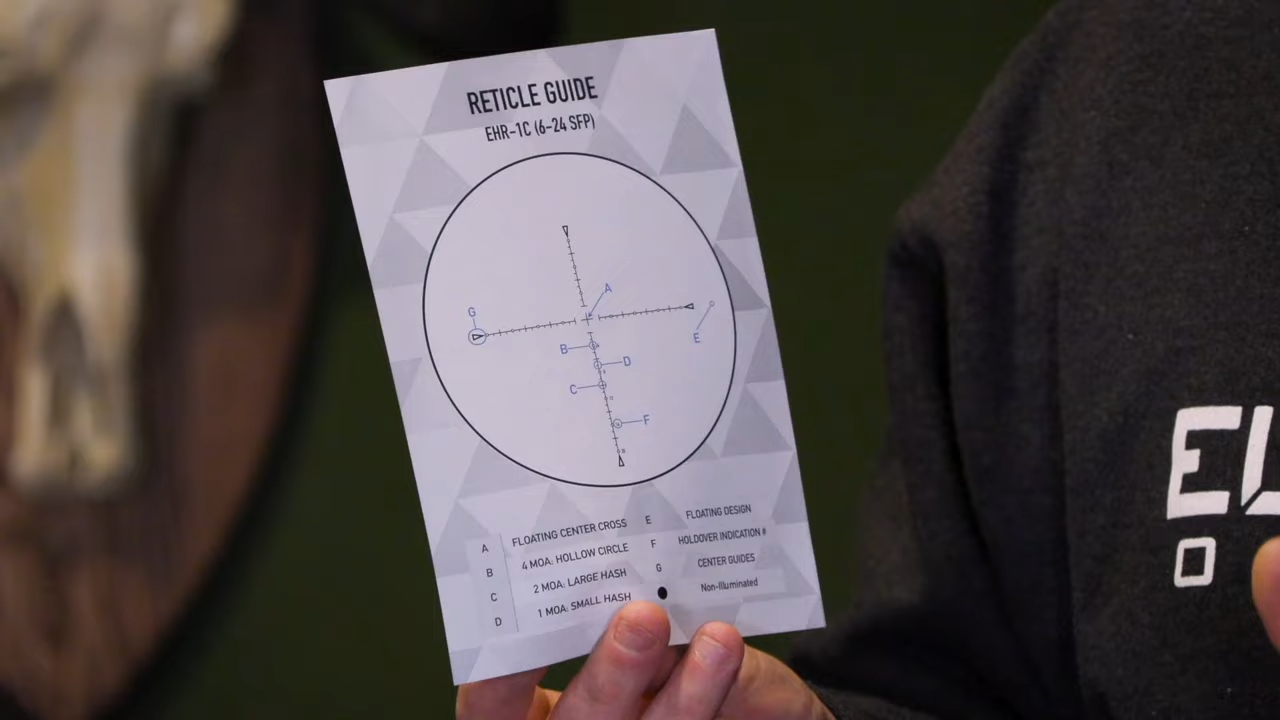 RETICLE GUIDE
EHR-1C (6-24 SFP)
A
G
E
B
D
C
F
A FLOATING CENTER CROSS
B 4 MOA: HOLLOW CIRCLE
C 2 MOA: LARGE HASH
D 1 MOA: SMALL HASH
E FLOATING DESIGN
F HOLDOVER INDICATION #
G CENTER GUIDES
Non-Illuminated
O